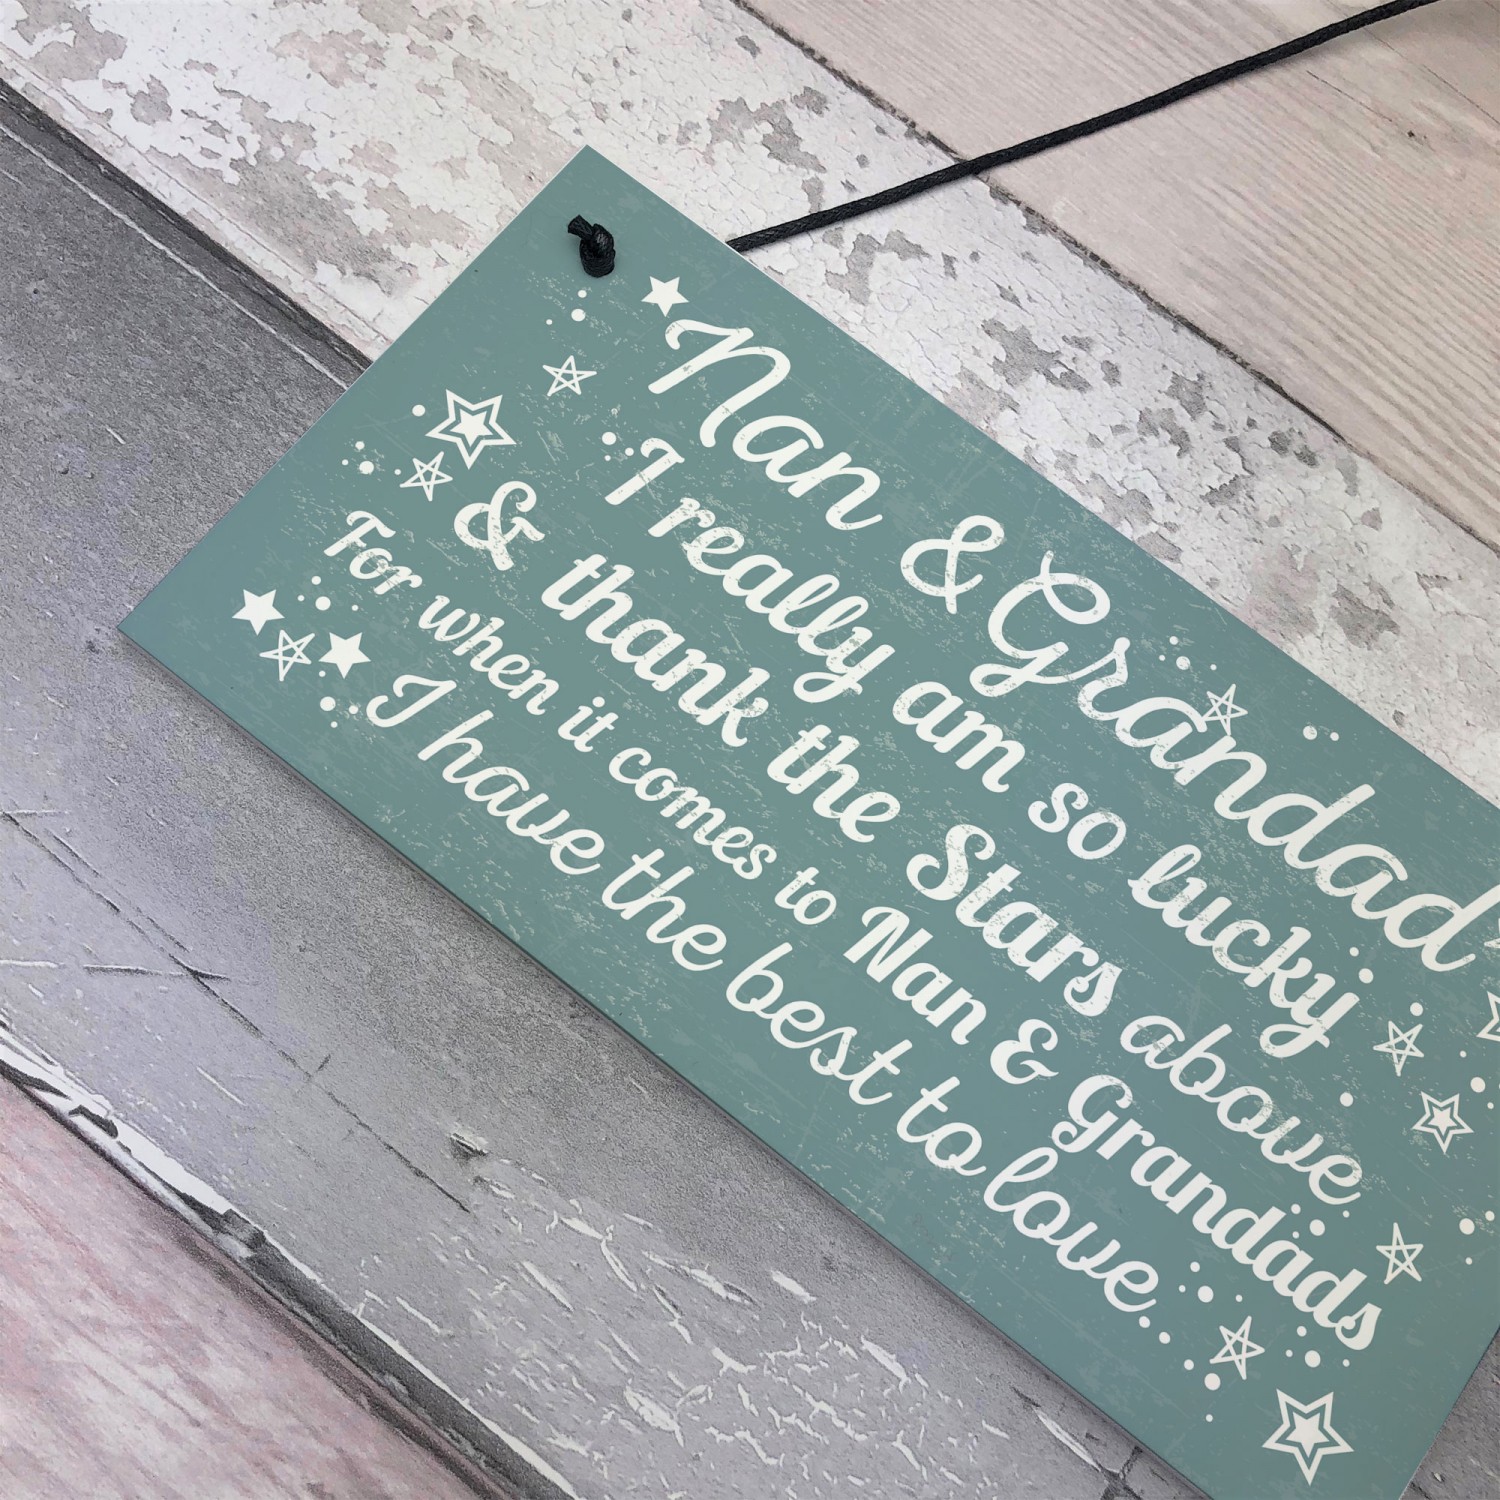 Nan & Grandad
I really am so lucky
& thank the Stars above
For when it comes to Nan & Grandads
I have the best to love..